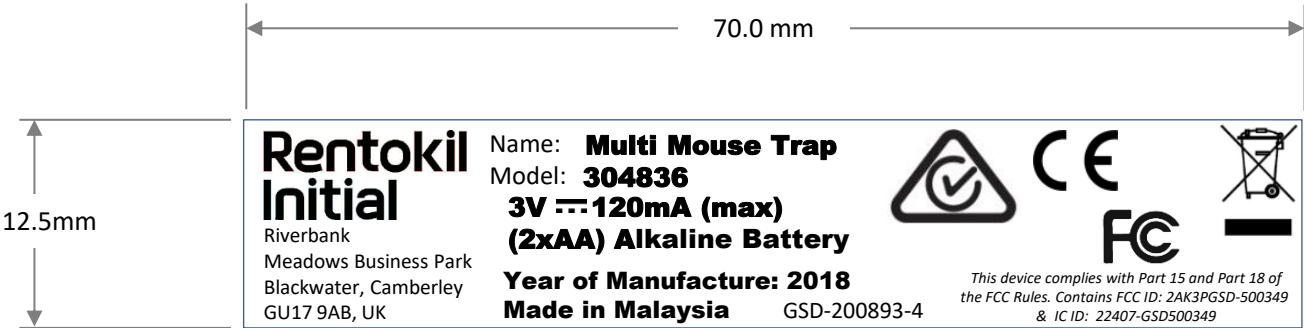 70.0 mm
12.5mm
Rentokil
Initial
Riverbank
Meadows Business Park
Blackwater, Camberley
GU17 9AB, UK
Name: Multi Mouse Trap
Model: 304836
3V ⎓ 120mA (max)
(2xAA) Alkaline Battery
Year of Manufacture: 2018
Made in Malaysia GSD-200893-4
CE
FC
This device complies with Part 15 and Part 18 of
the FCC Rules. Contains FCC ID: 2AK3PGSD-500349
& IC ID: 22407-GSD500349